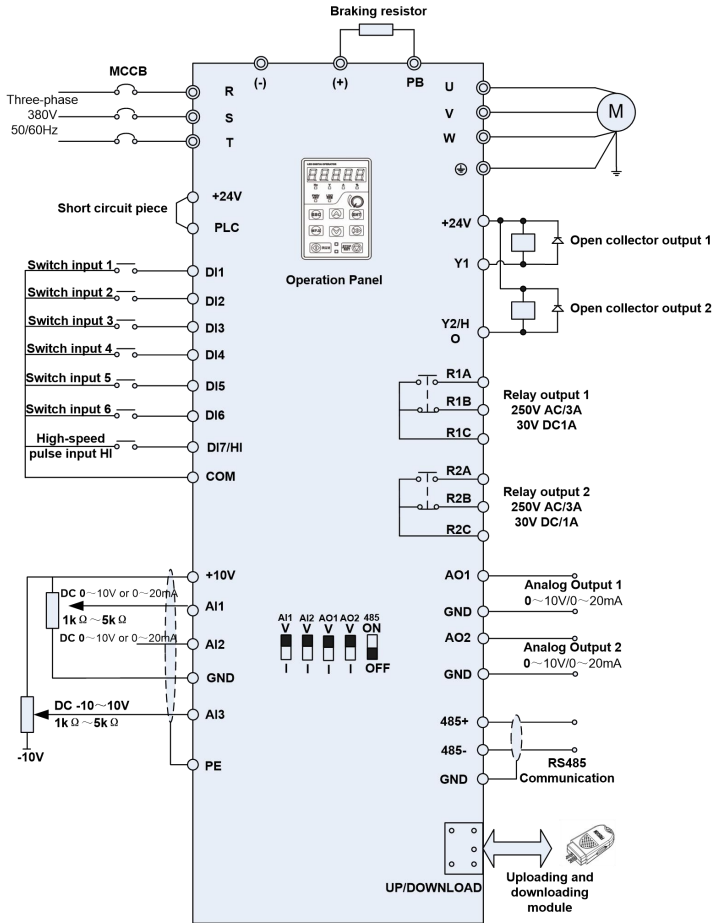 Braking resistor
MCCB
(-)
(+)
PB
Three-phase
380V
50/60Hz
R
S
T
U
V
W
M
+24V
PLC
Short circuit piece
Operation Panel
+24V
Y1
Open collector output 1
Y2/H
O
Open collector output 2
Switch input 1
DI1
Switch input 2
DI2
Switch input 3
DI3
Switch input 4
DI4
Switch input 5
DI5
Switch input 6
DI6
High-speed
pulse input HI
DI7/HI
COM
R1A
R1B
R1C
Relay output 1
250V AC/3A
30V DC1A
R2A
R2B
R2C
Relay output 2
250V AC/3A
30V DC/1A
+10V
DC 0~10V or 0~20mA
AI1
1kΩ~5kΩ
DC 0~10V or 0~20mA
AI2
GND
DC -10~10V
AI3
1kΩ~5kΩ
-10V
PE
AI1 AI2 AO1 AO2 485
V V V V ON
I I I I OFF
AO1
Analog Output 1
0~10V/0~20mA
GND
AO2
Analog Output 2
0~10V/0~20mA
GND
485+
485-
GND
RS485
Communication
UP/DOWNLOAD
Uploading and
downloading
module